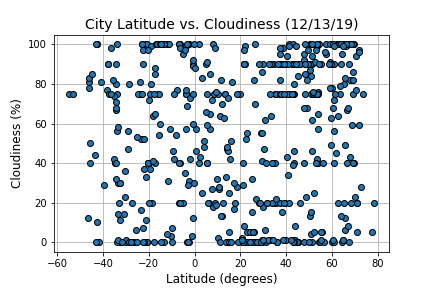 City Latitude vs. Cloudiness (12/13/19)
100
80
60
40
20
0
Cloudiness (%)
−60 −40 −20 0 20 40 60 80
Latitude (degrees)